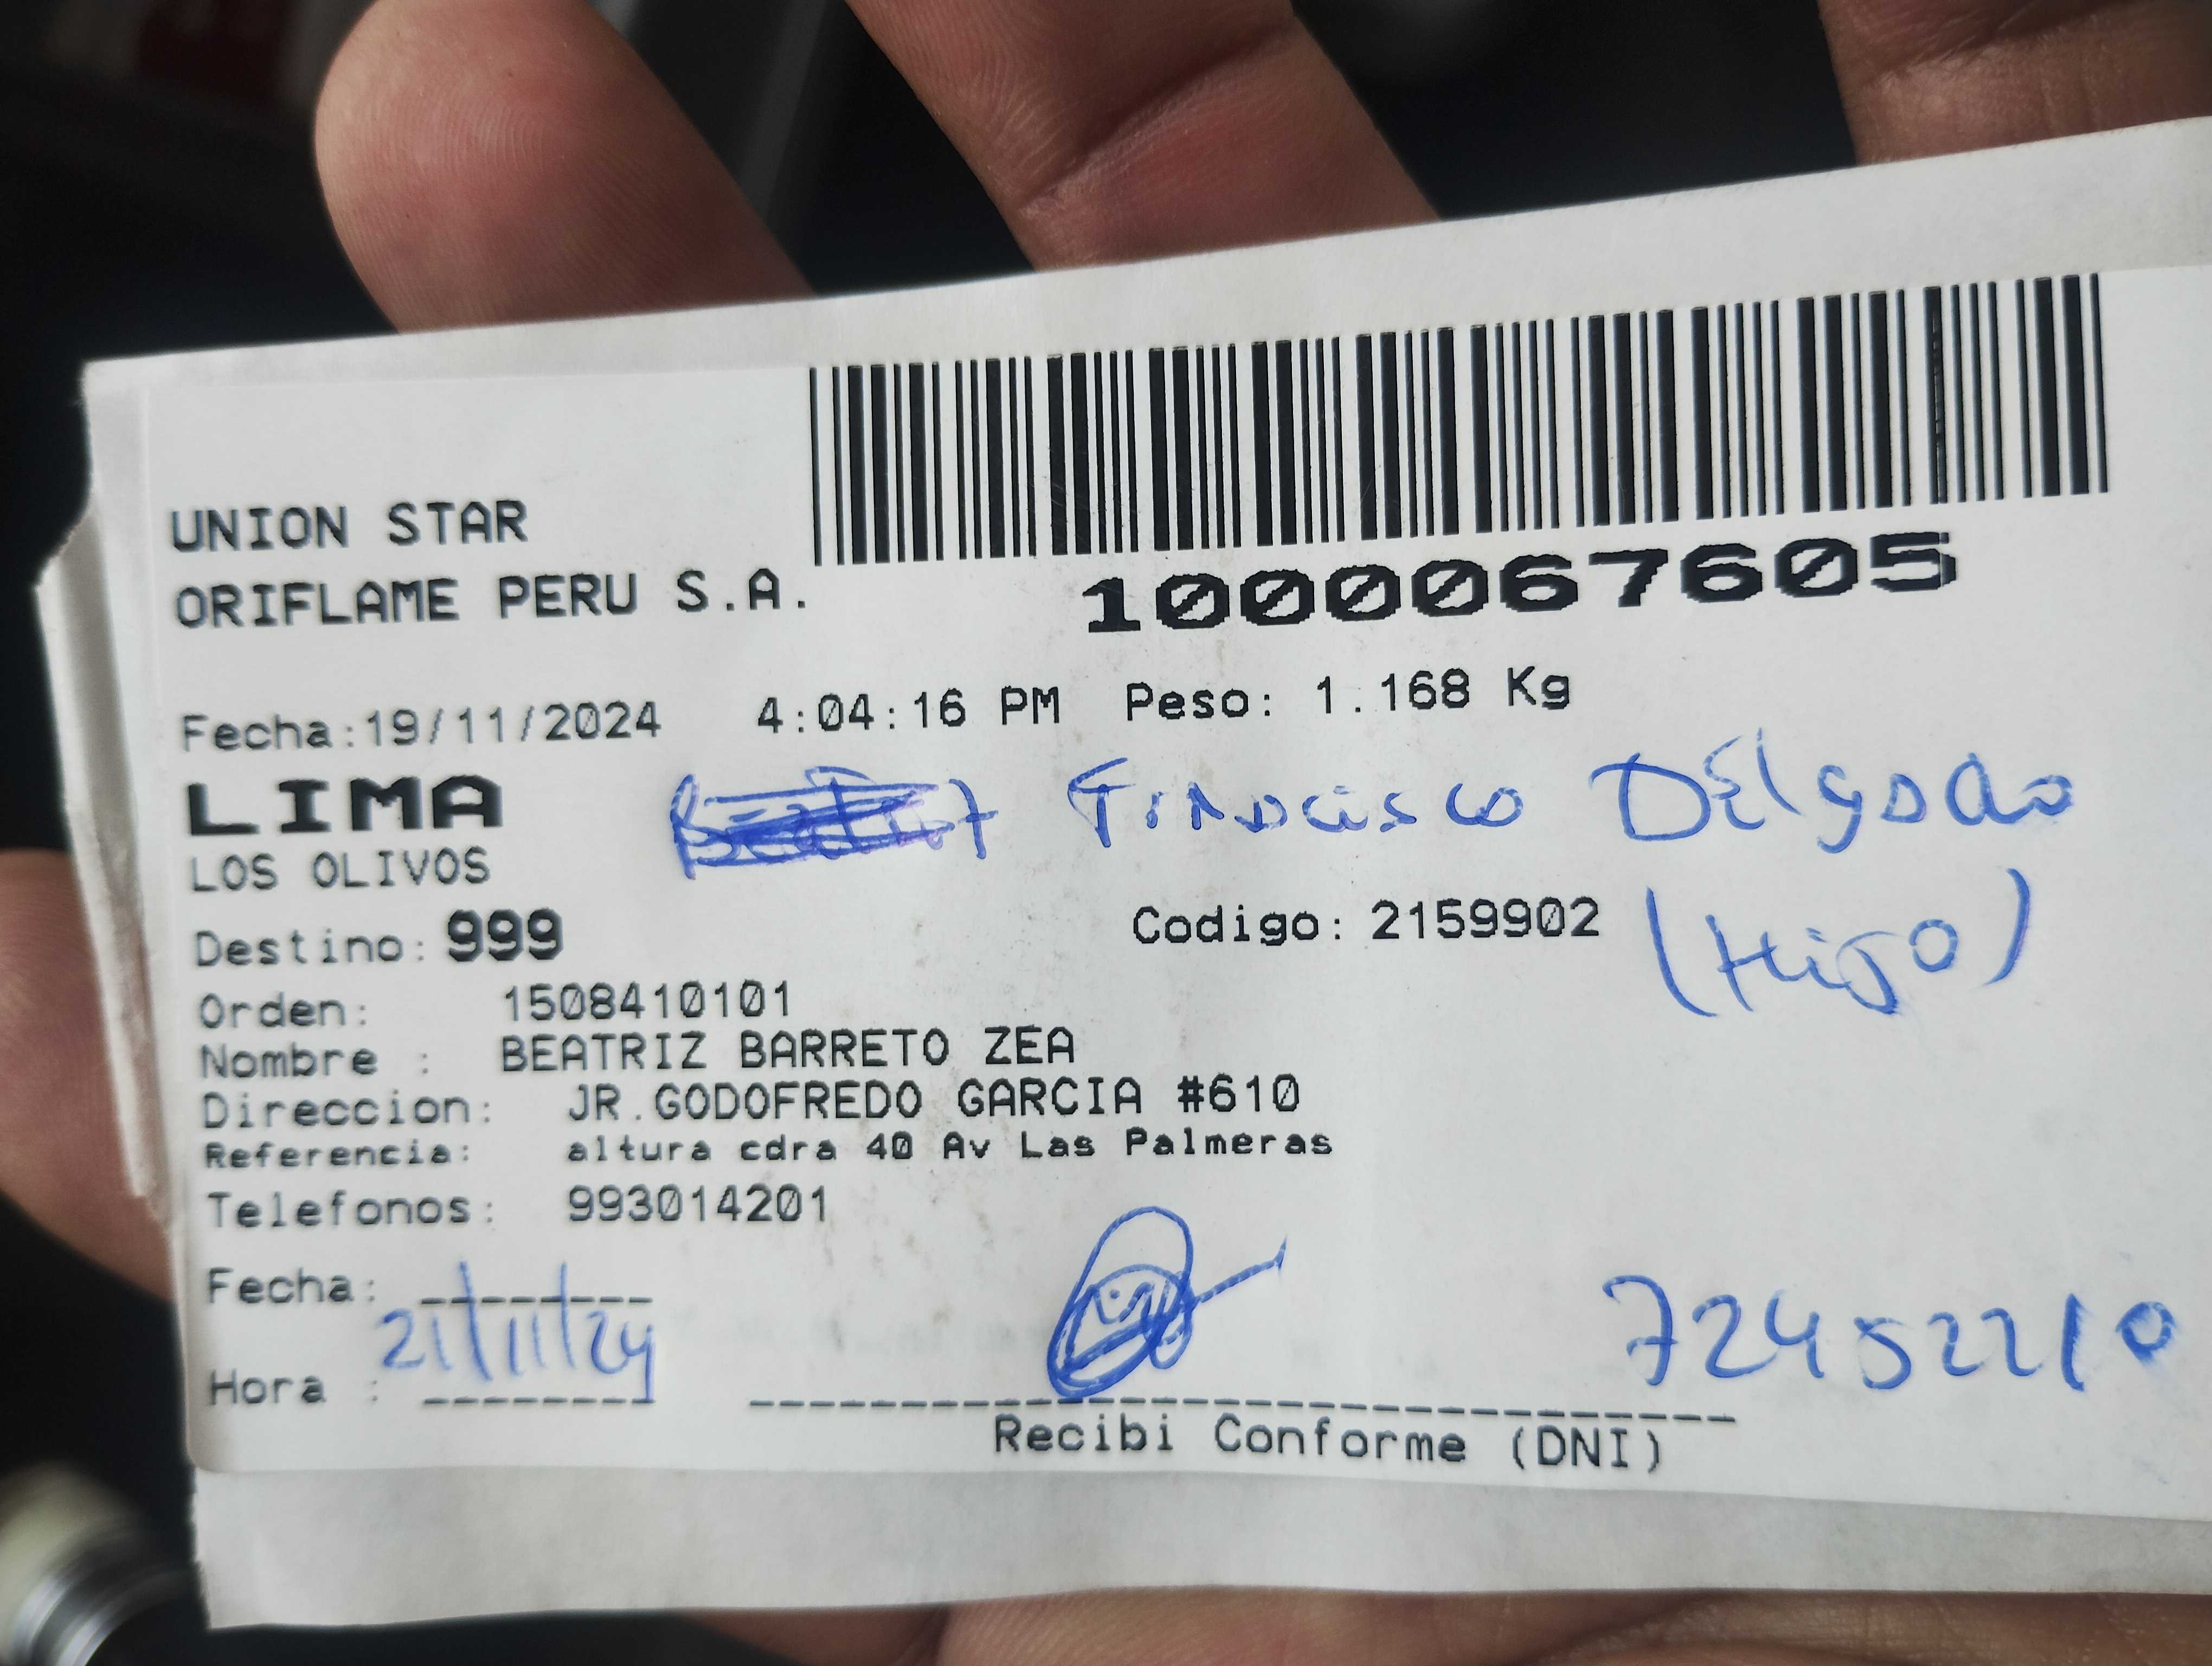 UNION STAR
ORIFLAME PERU S.A.
1000067605
Fecha:19/11/2024 4:04:16 PM Peso: 1.168 Kg
LIMA
Francisco Delgado
LOS OLIVOS
(Hijo)
Destino: 999 Codigo: 2159902
Orden: 1508410101
Nombre : BEATRIZ BARRETO ZEA
Direccion: JR.GODOFREDO GARCIA #610
Referencia: altura cdra 40 Av Las Palmeras
Telefonos: 993014201
Fecha:
21/11/24
72452210
Hora :
Recibi Conforme (DNI)